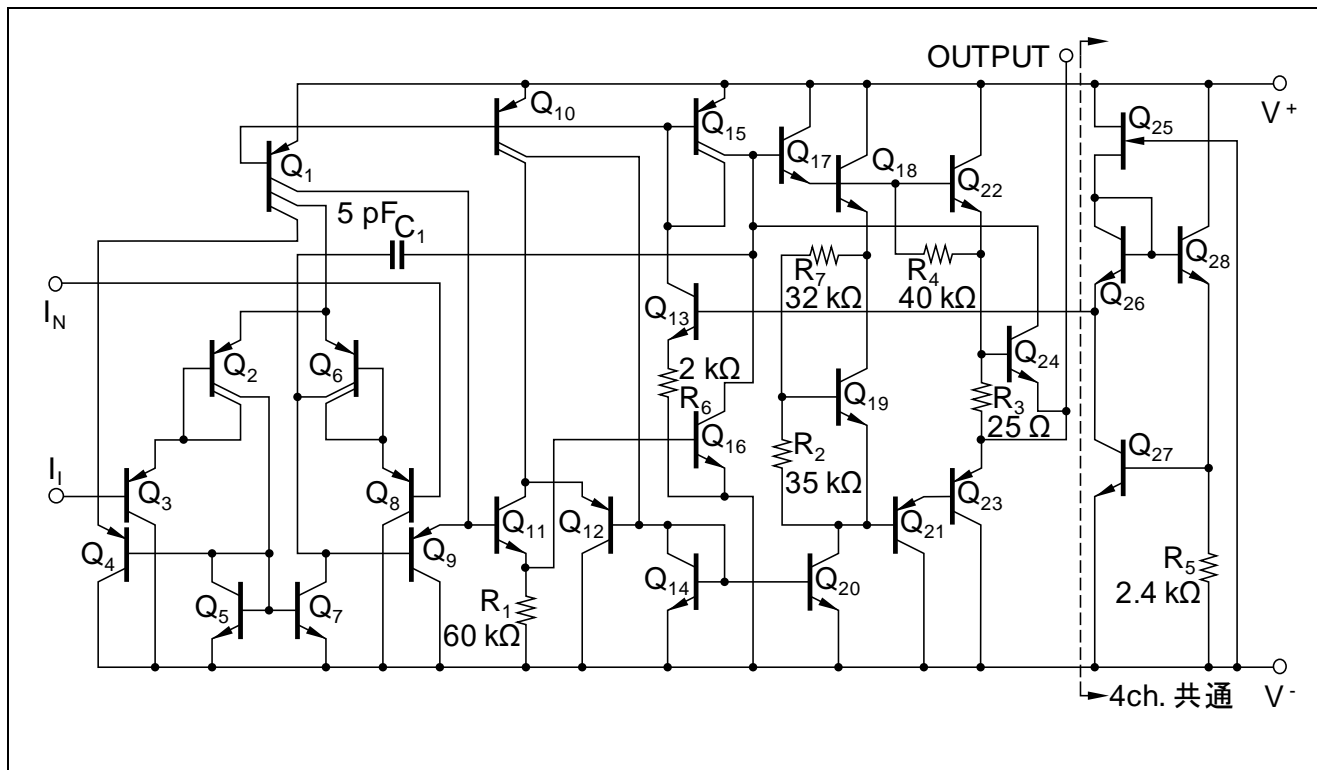 OUTPUT
V+
Q10
Q15
Q25
Q1
Q17
Q18
Q22
5 pF
C1
R7
32 kΩ
R4
40 kΩ
Q28
Q26
IN
Q13
Q2
Q6
2 kΩ
R6
Q24
Q19
R3
25 Ω
Q16
R2
35 kΩ
Q27
II
Q3
Q8
Q4
Q9
Q11
Q12
Q21
Q23
Q5
Q7
R1
60 kΩ
Q14
Q20
R5
2.4 kΩ
4ch. 共通
V-